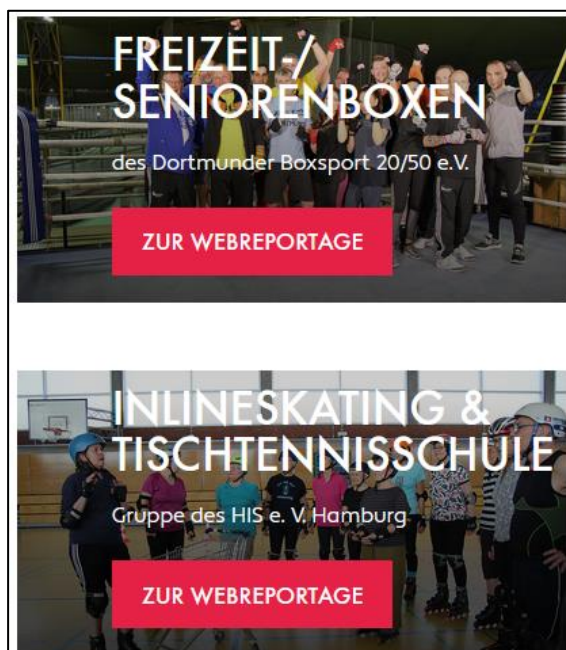 FREIZEIT-/
SENIORENBOXEN
des Dortmunder Boxsport 20/50 e.V.
ZUR WEBREPORTAGE
INLINESKATING &
TISCHTENNISSCHULE
Gruppe des HIS e. V. Hamburg
ZUR WEBREPORTAGE